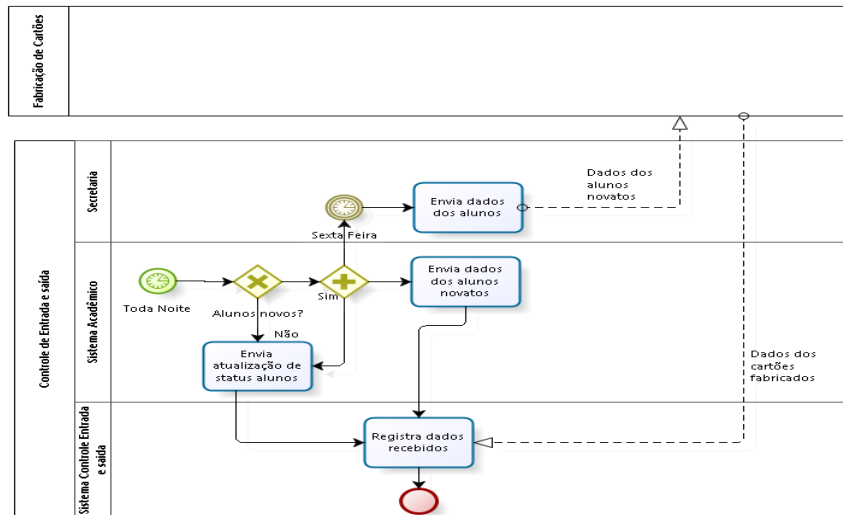 Fabricação de Cartões
Controle de Entrada e saída
Secretaria
Envia dados
dos alunos
Dados dos
alunos
novatos
Sexta Feira
Sistema Acadêmico
Toda Noite
Alunos novos?
Sim
Não
Envia dados
dos alunos
novatos
Envia
atualização de
status alunos
Dados dos
cartões
fabricados
Sistema Controle Entrada
e saída
Registra dados
recebidos